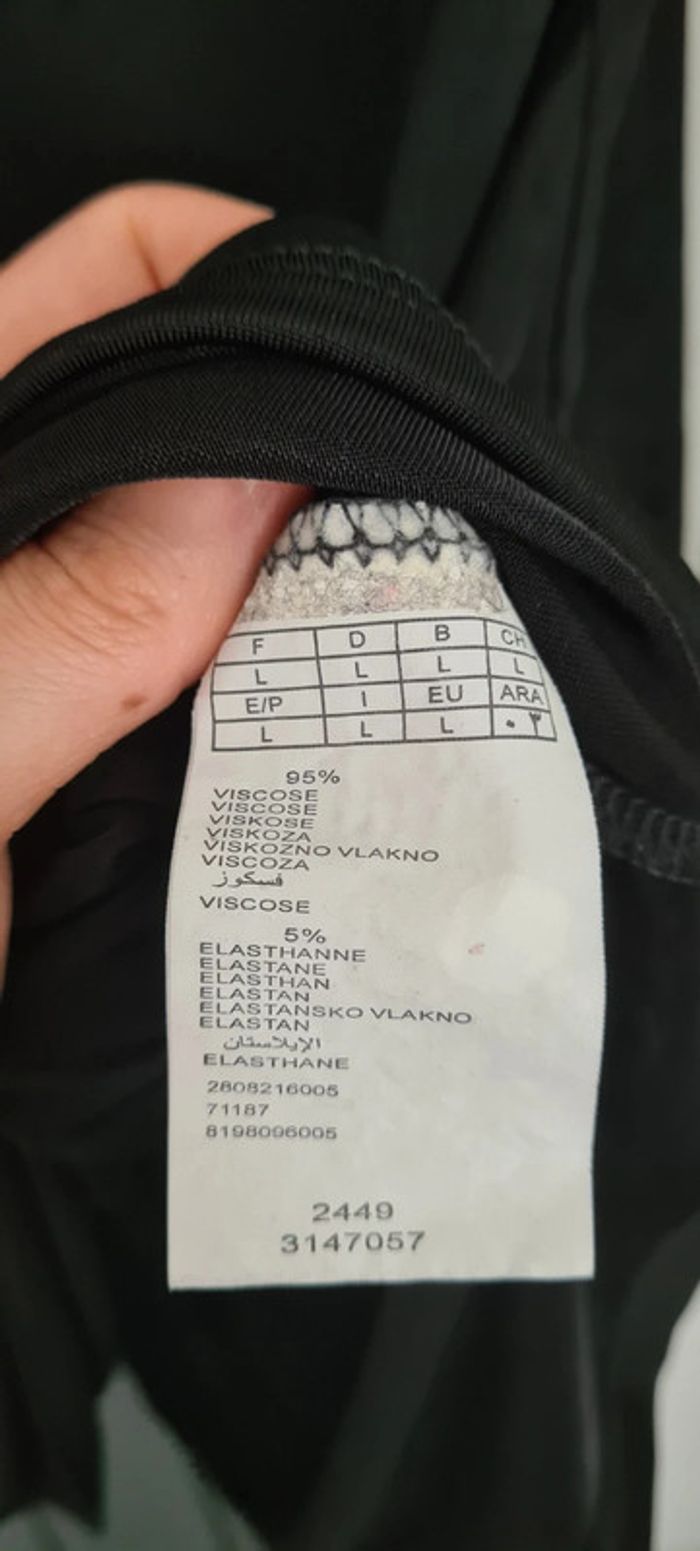 F D B CH
L L L L
E/P I EU ARA
L L L ٠٣
95%
VISCOSE
VISCOSE
VISKOSE
VISKOZA
VISKOZNO VLAKNO
VISCOZA
فسكوز
VISCOSE
5%
ELASTHANNE
ELASTANE
ELASTHAN
ELASTAN
ELASTANSKO VLAKNO
ELASTAN
الإيلاستان
ELASTHANE
2808216005
71187
8198096005
2449
3147057